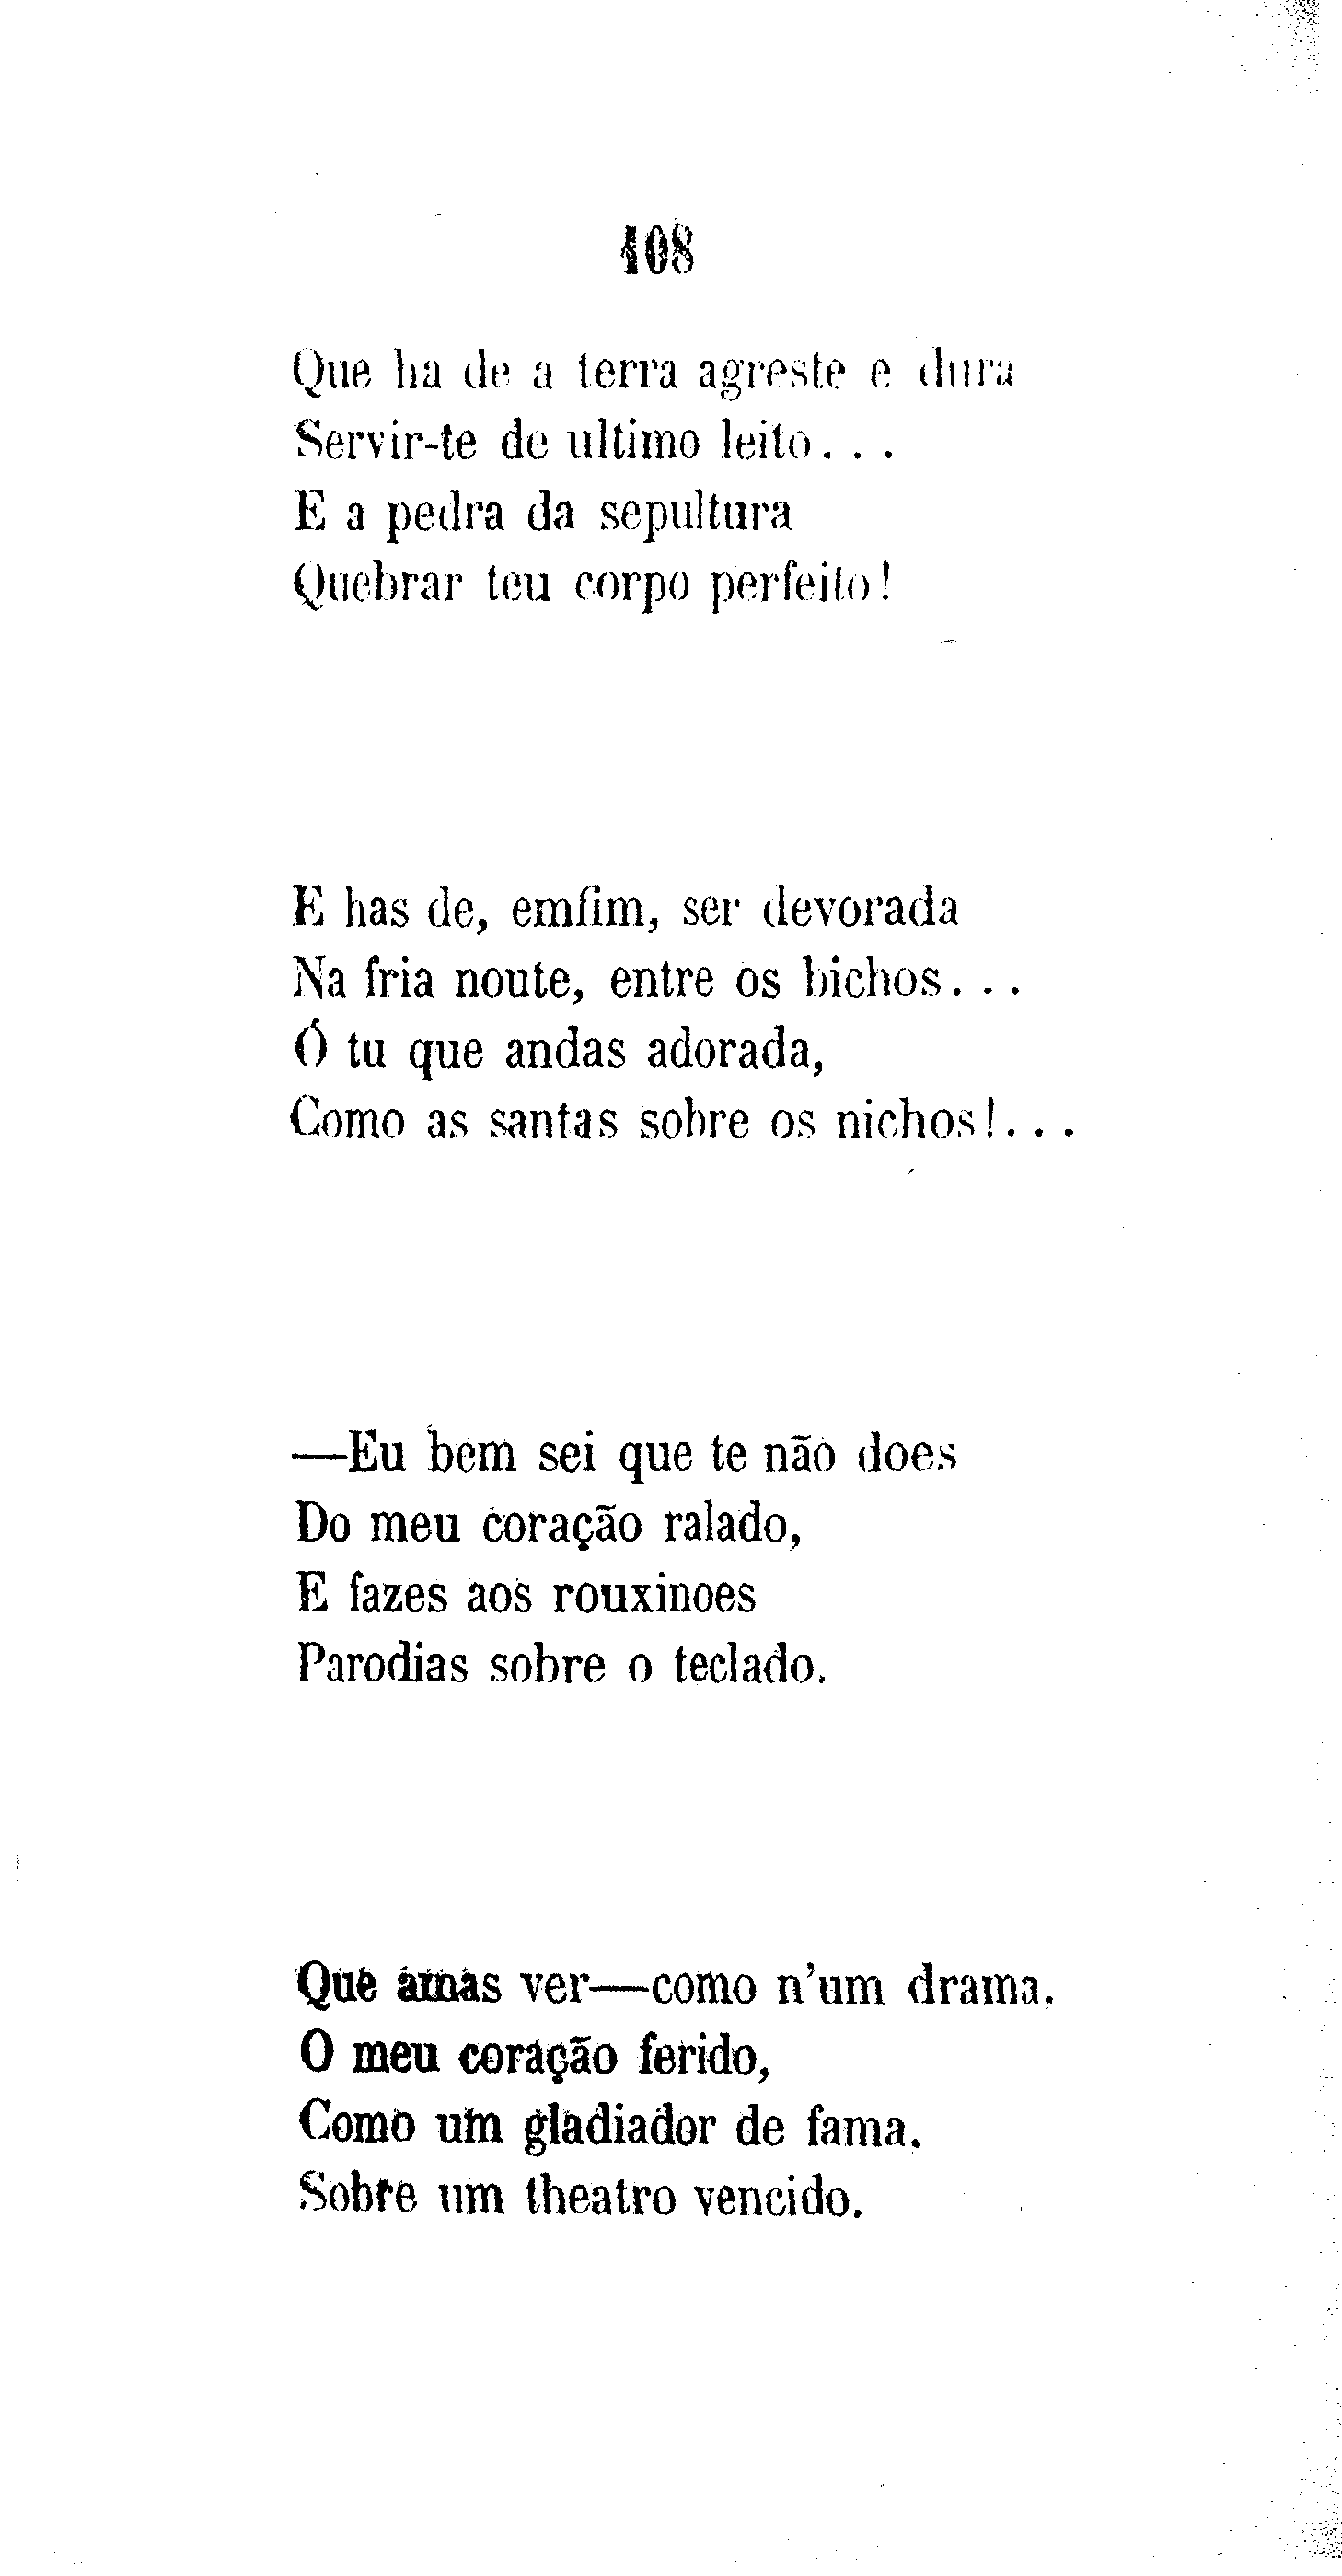 108
Que ha de a terra agreste e dura
Servir-te de ultimo leito...
E a pedra da sepultura
Quebrar teu corpo perfeito!
E has de, emfim, ser devorada
Na fria noute, entre os bichos...
Ó tu que andas adorada,
Como as santas sobre os nichos!...
—Eu bem sei que te não does
Do meu coração ralado,
E fazes aos rouxinoes
Parodias sobre o teclado.
Que amas ver—como n'um drama.
O meu coração ferido,
Como um gladiador de fama.
Sobre um theatro vencido.